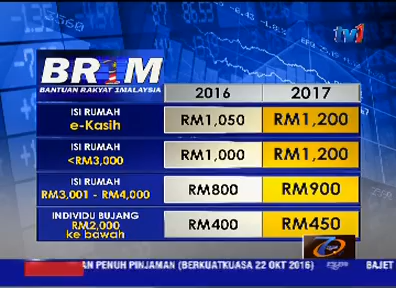 tv1
BR1M
BANTUAN RAKYAT 1MALAYSIA
2016 2017
ISI RUMAH
e-Kasih
RM1,050 RM1,200
ISI RUMAH
<RM3,000
RM1,000 RM1,200
ISI RUMAH
RM3,001 - RM4,000
RM800 RM900
INDIVIDU BUJANG
RM2,000
ke bawah
RM400 RM450
AN PENUH PINJAMAN (BERKUATKUASA 22 OKT 2016) BAJET